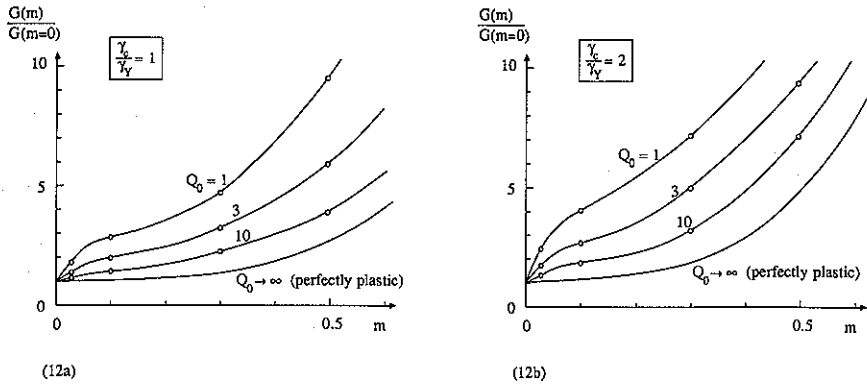 G(m)
G(m=0)
γc
γY = 1
10
5
0
Q0 = 1
3
10
Q0 → ∞ (perfectly plastic)
0
0.5
m
(12a)
G(m)
G(m=0)
γc
γY = 2
10
5
0
Q0 = 1
3
10
Q0 → ∞ (perfectly plastic)
0
0.5
m
(12b)